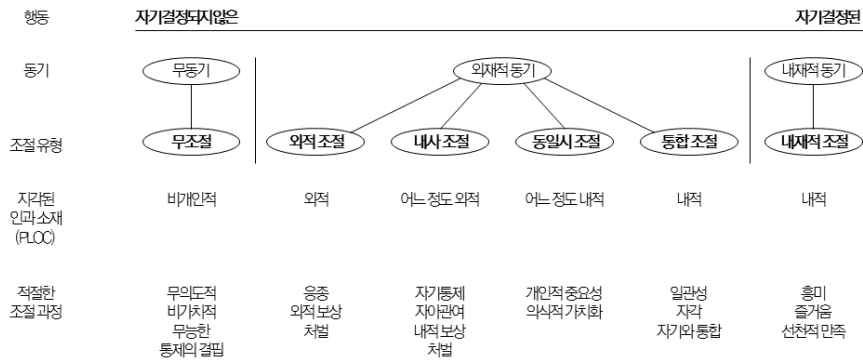 행동 자기결정되지않은 자기결정된
동기 무동기 외재적 동기 내재적 동기
조절 유형 무조절 외적 조절 내사 조절 동일시 조절 통합 조절 내재적 조절
지각된 비개인적 외적 어느 정도 외적 어느 정도 내적 내적 내적
인과 소재
(PLOC)
적절한 무의도적 응종 자기통제 개인적 중요성 일관성 흥미
조절 과정 비가치적 외적 보상 자아관여 의식적 가치화 자각 즐거움
무능한 처벌 내적 보상 자기와 통합 선천적 만족
통제의 결핍 처벌